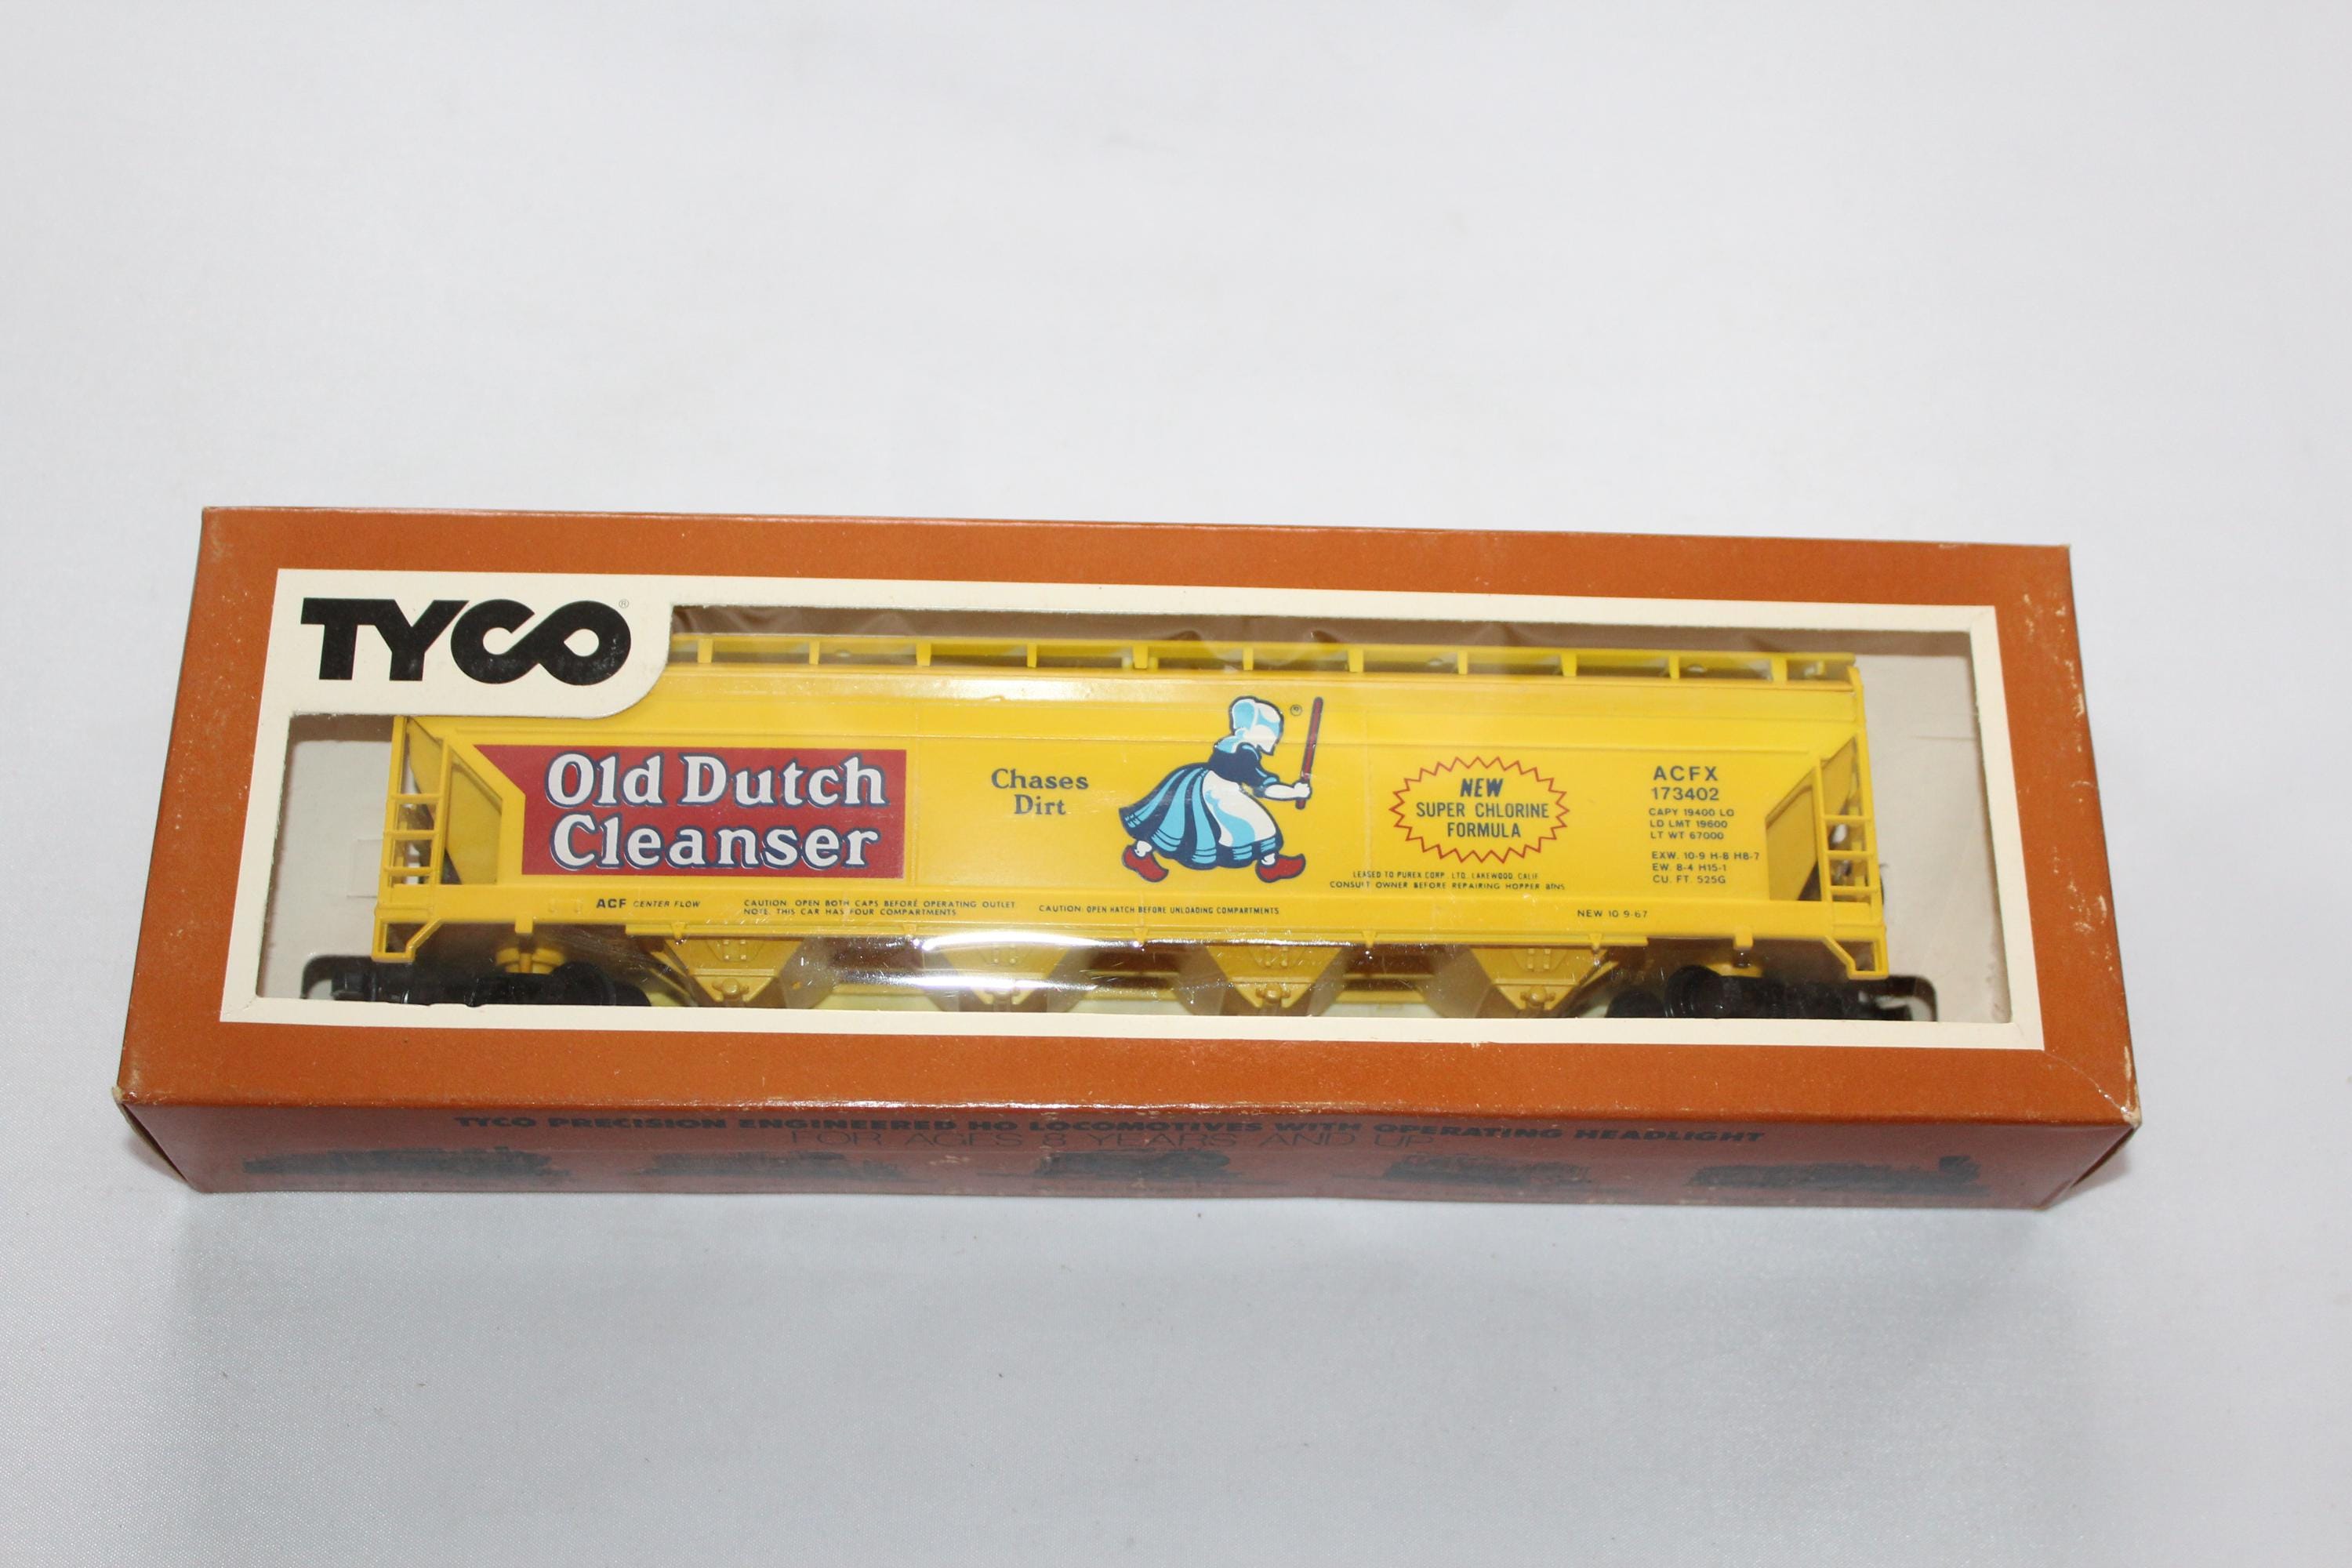 TYCO®
Old Dutch
Cleanser
Chases
Dirt
®
NEW
SUPER CHLORINE
FORMULA
LEASED TO PUREX CORP. LTD. LAKEWOOD, CALIF.
CONSULT OWNER BEFORE REPAIRING HOPPER BINS
ACFX
173402
CAPY 19400 LO
LD LMT 19600
LT WT 67000
EXW. 10-9 H-8 H8-7
EW. 8-4 H15-1
CU. FT. 525G
ACF CENTER FLOW
CAUTION: OPEN BOTH CAPS BEFORE OPERATING OUTLET
NOTE: THIS CAR HAS FOUR COMPARTMENTS
CAUTION: OPEN HATCH BEFORE UNLOADING COMPARTMENTS
NEW 10 9-67
TYCO PRECISION ENGINEERED HO LOCOMOTIVES WITH OPERATING HEADLIGHT
FOR AGES 8 YEARS AND UP